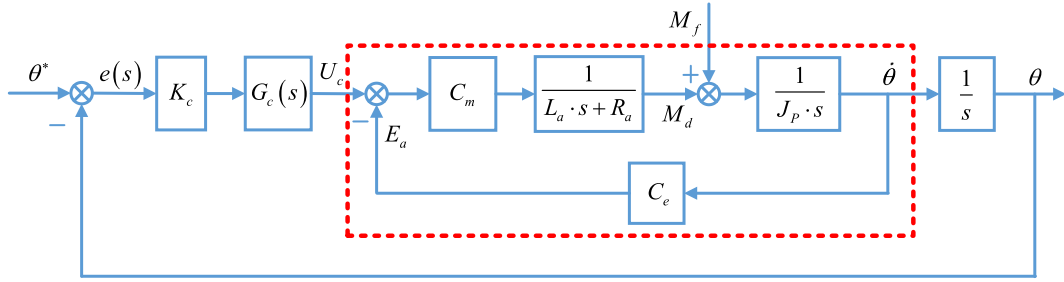 M_f
θ* e(s) K_c G_c(s) U_c C_m 1/(L_a·s+R_a) M_d + 1/(J_P·s) θ̇ 1/s θ
− − E_a
C_e
−